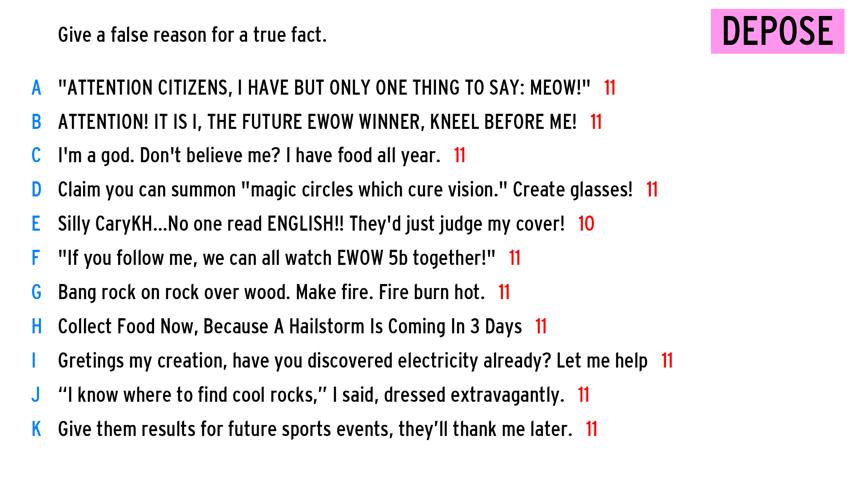 Give a false reason for a true fact.
DEPOSE
A "ATTENTION CITIZENS, I HAVE BUT ONLY ONE THING TO SAY: MEOW!" 11
B ATTENTION! IT IS I, THE FUTURE EWOW WINNER, KNEEL BEFORE ME! 11
C I'm a god. Don't believe me? I have food all year. 11
D Claim you can summon "magic circles which cure vision." Create glasses! 11
E Silly CaryKH...No one read ENGLISH!! They'd just judge my cover! 10
F "If you follow me, we can all watch EWOW 5b together!" 11
G Bang rock on rock over wood. Make fire. Fire burn hot. 11
H Collect Food Now, Because A Hailstorm Is Coming In 3 Days 11
I Gretings my creation, have you discovered electricity already? Let me help 11
J “I know where to find cool rocks,” I said, dressed extravagantly. 11
K Give them results for future sports events, they’ll thank me later. 11